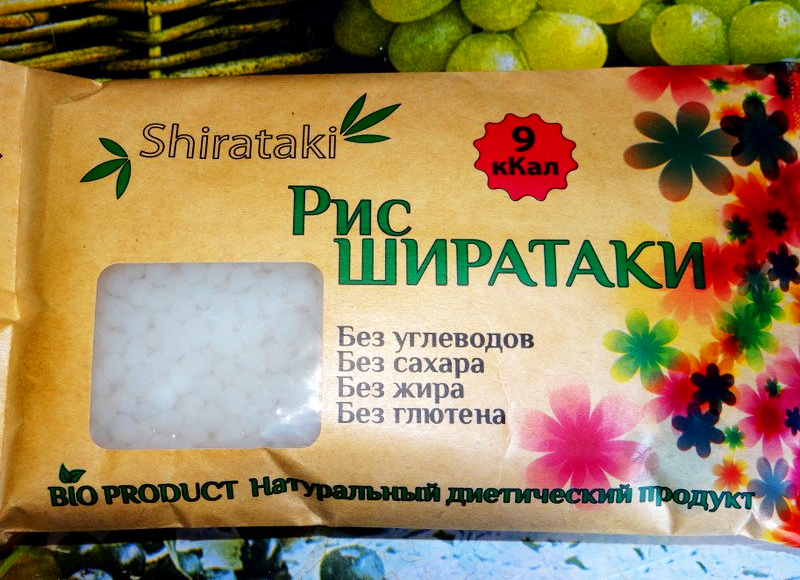 Shirataki
9
кКал
Рис
ШИРАТАКИ
Без углеводов
Без сахара
Без жира
Без глютена
BIO PRODUCT Натуральный диетический продукт